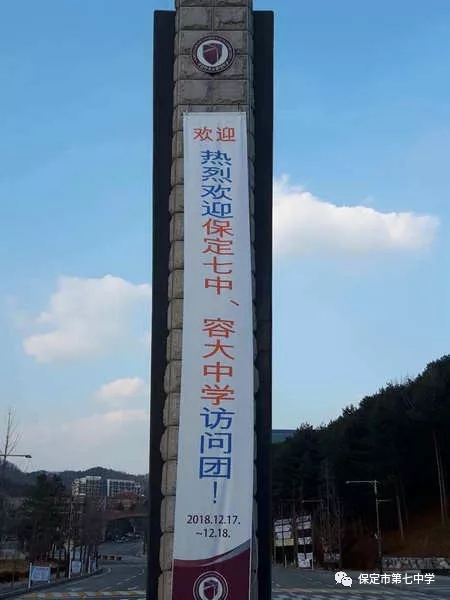 欢迎
热烈欢迎保定七中、容大中学访问团！
2018.12.17.
~12.18.
保定市第七中学